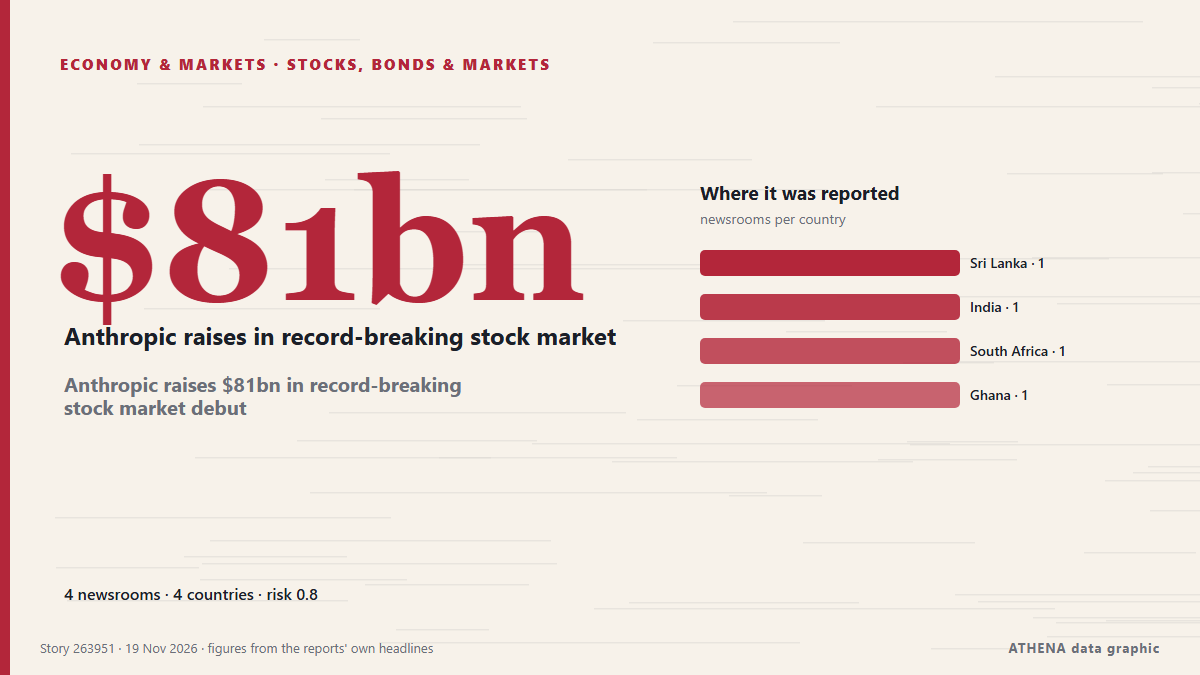 ECONOMY & MARKETS · STOCKS, BONDS & MARKETS
$81bn
Anthropic raises in record-breaking stock market
Anthropic raises $81bn in record-breaking
stock market debut
Where it was reported
newsrooms per country
Sri Lanka · 1
India · 1
South Africa · 1
Ghana · 1
4 newsrooms · 4 countries · risk 0.8
Story 263951 · 19 Nov 2026 · figures from the reports' own headlines
ATHENA data graphic